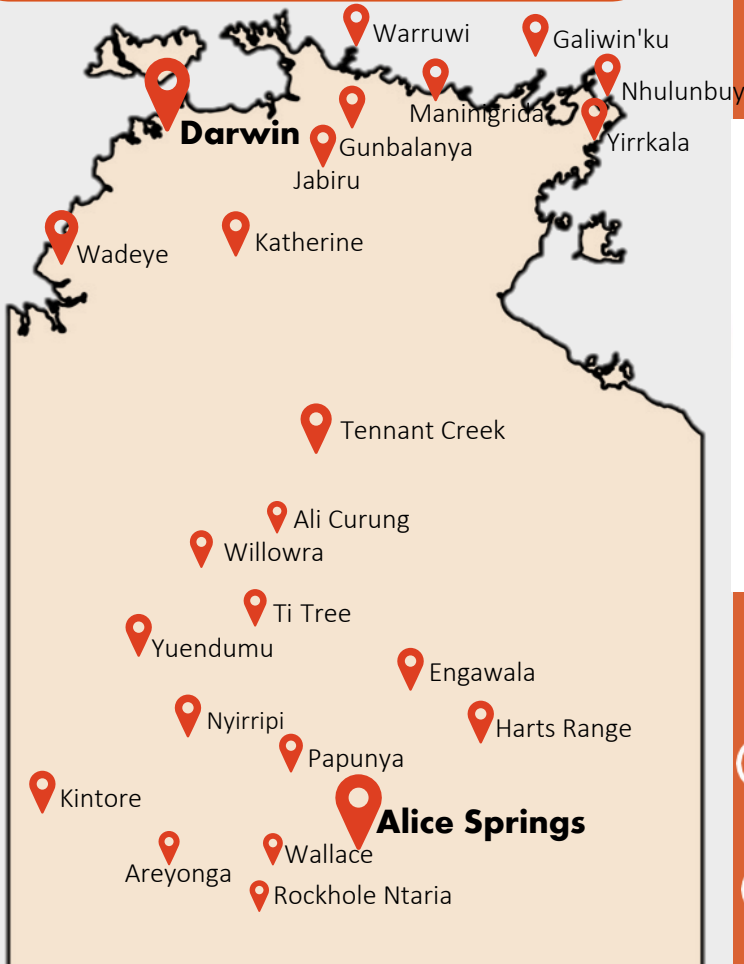 Warruwi
Galiwin'ku
Nhulunbuy
Maninigrida
Darwin
Yirrkala
Gunbalanya
Jabiru
Katherine
Wadeye
Tennant Creek
Ali Curung
Willowra
Ti Tree
Yuendumu
Engawala
Nyirripi
Harts Range
Papunya
Kintore
Alice Springs
Wallace
Areyonga
Rockhole Ntaria